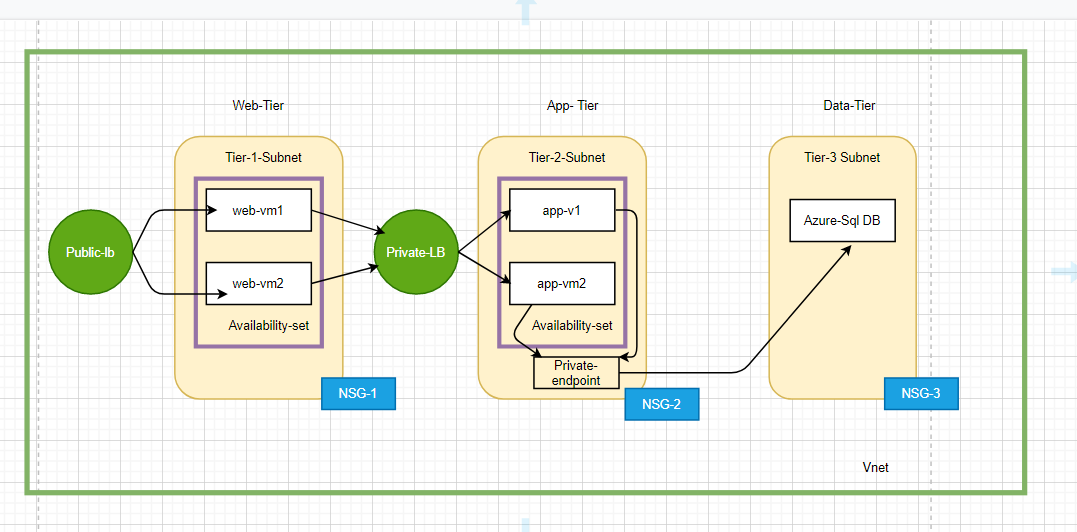 Web-Tier
App- Tier
Data-Tier
Tier-1-Subnet
Tier-2-Subnet
Tier-3 Subnet
web-vm1
app-v1
Azure-Sql DB
Public-lb
Private-LB
web-vm2
app-vm2
Availability-set
Availability-set
Private-
endpoint
NSG-1
NSG-2
NSG-3
Vnet